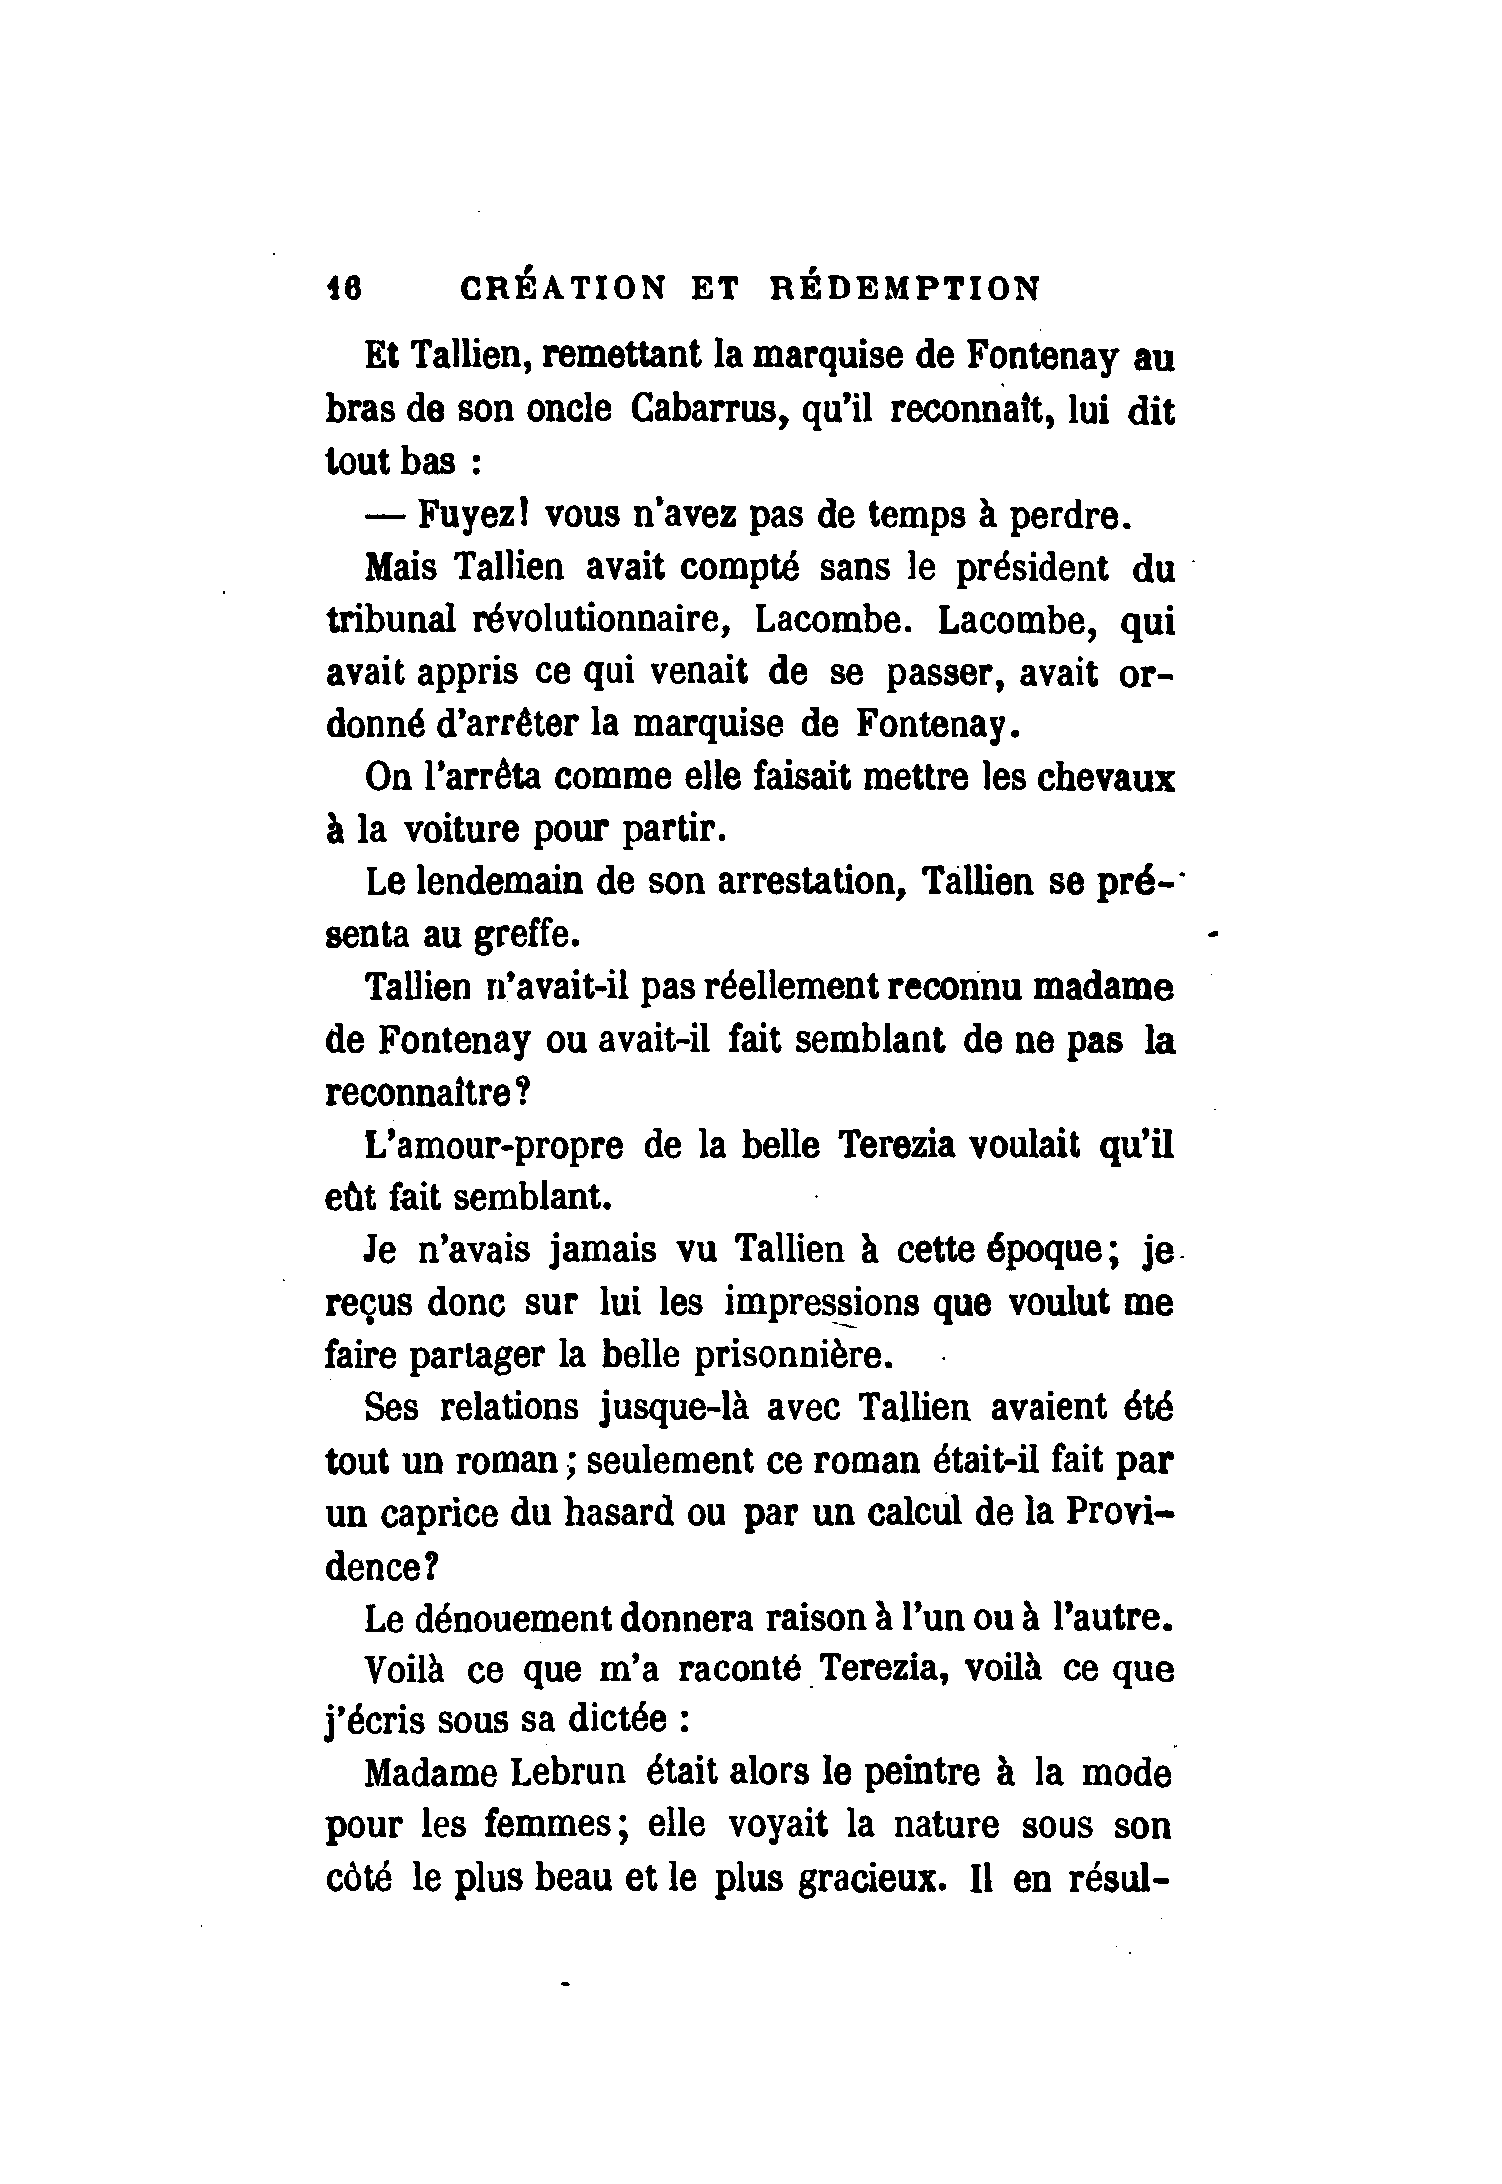 16 CRÉATION ET RÉDEMPTION
Et Tallien, remettant la marquise de Fontenay au
bras de son oncle Cabarrus, qu'il reconnaît, lui dit
tout bas :
— Fuyez! vous n'avez pas de temps à perdre.
Mais Tallien avait compté sans le président du
tribunal révolutionnaire, Lacombe. Lacombe, qui
avait appris ce qui venait de se passer, avait or-
donné d'arrêter la marquise de Fontenay.
On l'arrêta comme elle faisait mettre les chevaux
à la voiture pour partir.
Le lendemain de son arrestation, Tallien se pré-
senta au greffe.
Tallien n'avait-il pas réellement reconnu madame
de Fontenay ou avait-il fait semblant de ne pas la
reconnaître?
L'amour-propre de la belle Terezia voulait qu'il
eût fait semblant.
Je n'avais jamais vu Tallien à cette époque; je
reçus donc sur lui les impressions que voulut me
faire partager la belle prisonnière.
Ses relations jusque-là avec Tallien avaient été
tout un roman; seulement ce roman était-il fait par
un caprice du hasard ou par un calcul de la Provi-
dence?
Le dénouement donnera raison à l'un ou à l'autre.
Voilà ce que m'a raconté Terezia, voilà ce que
j'écris sous sa dictée :
Madame Lebrun était alors le peintre à la mode
pour les femmes; elle voyait la nature sous son
côté le plus beau et le plus gracieux. Il en résul-